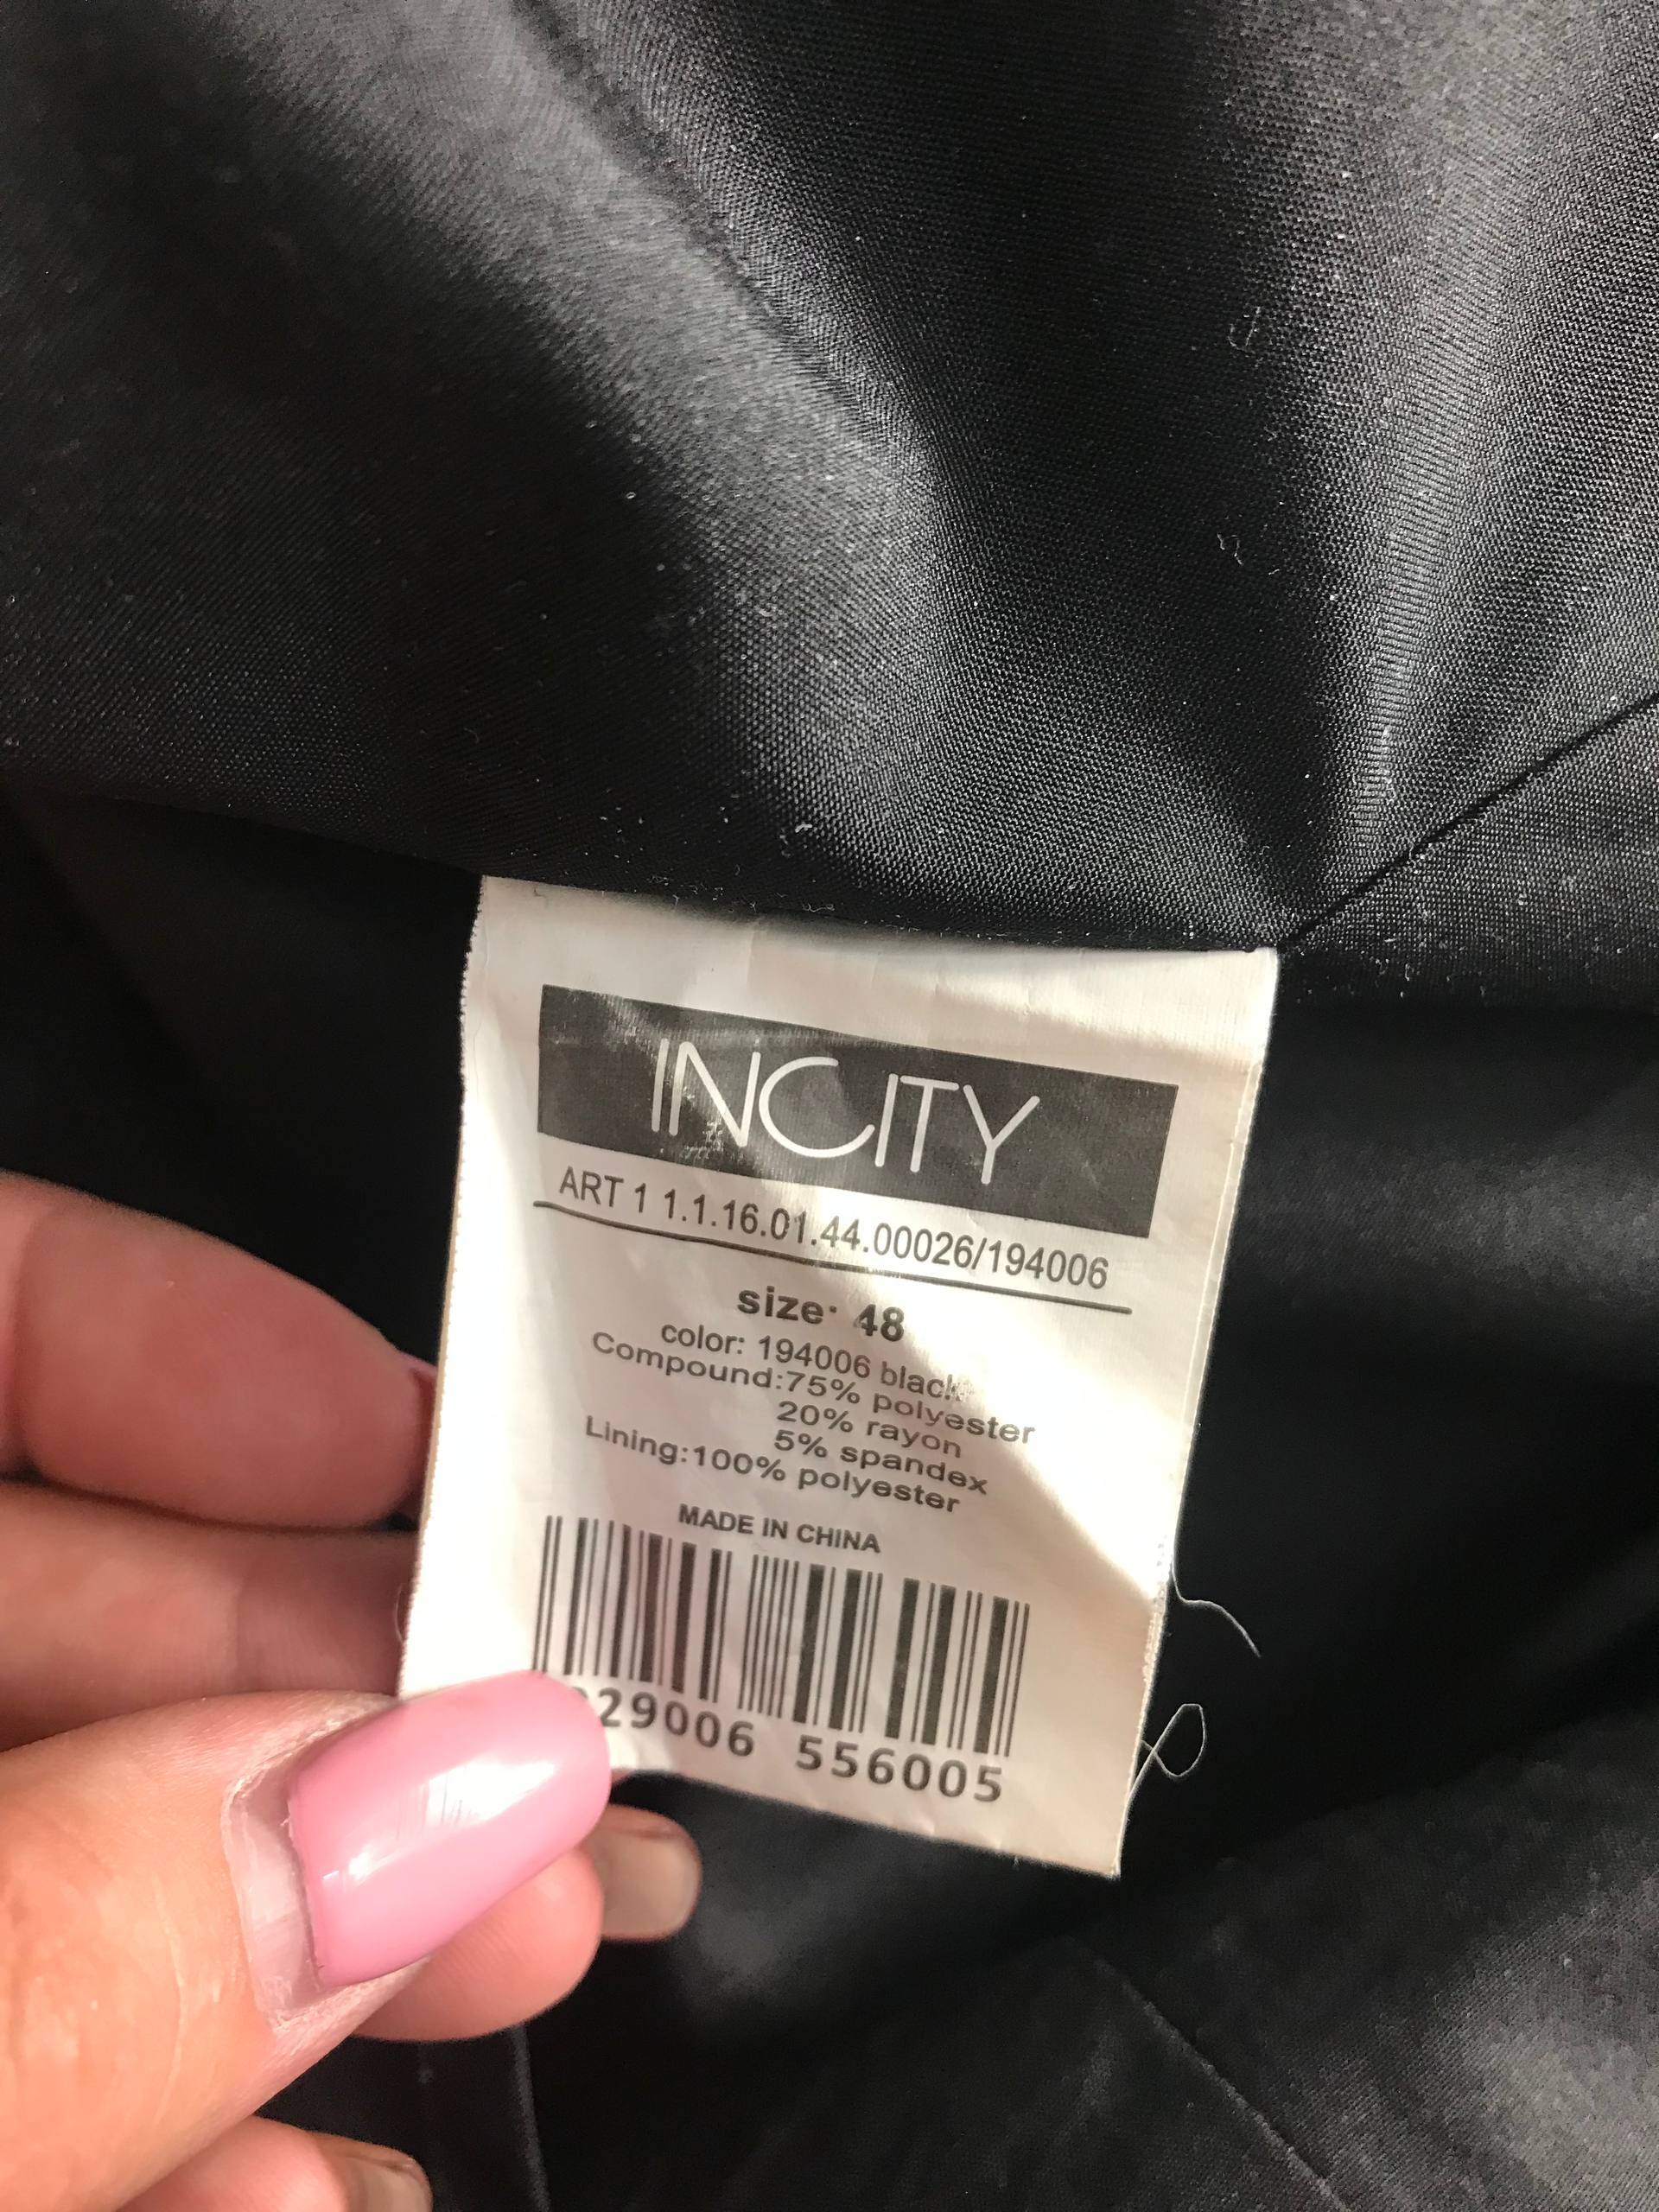 INCITY
ART 1 1.1.16.01.44.00026/194006
size: 48
color: 194006 black
Compound:75% polyester
20% rayon
5% spandex
Lining:100% polyester
MADE IN CHINA
29006 556005